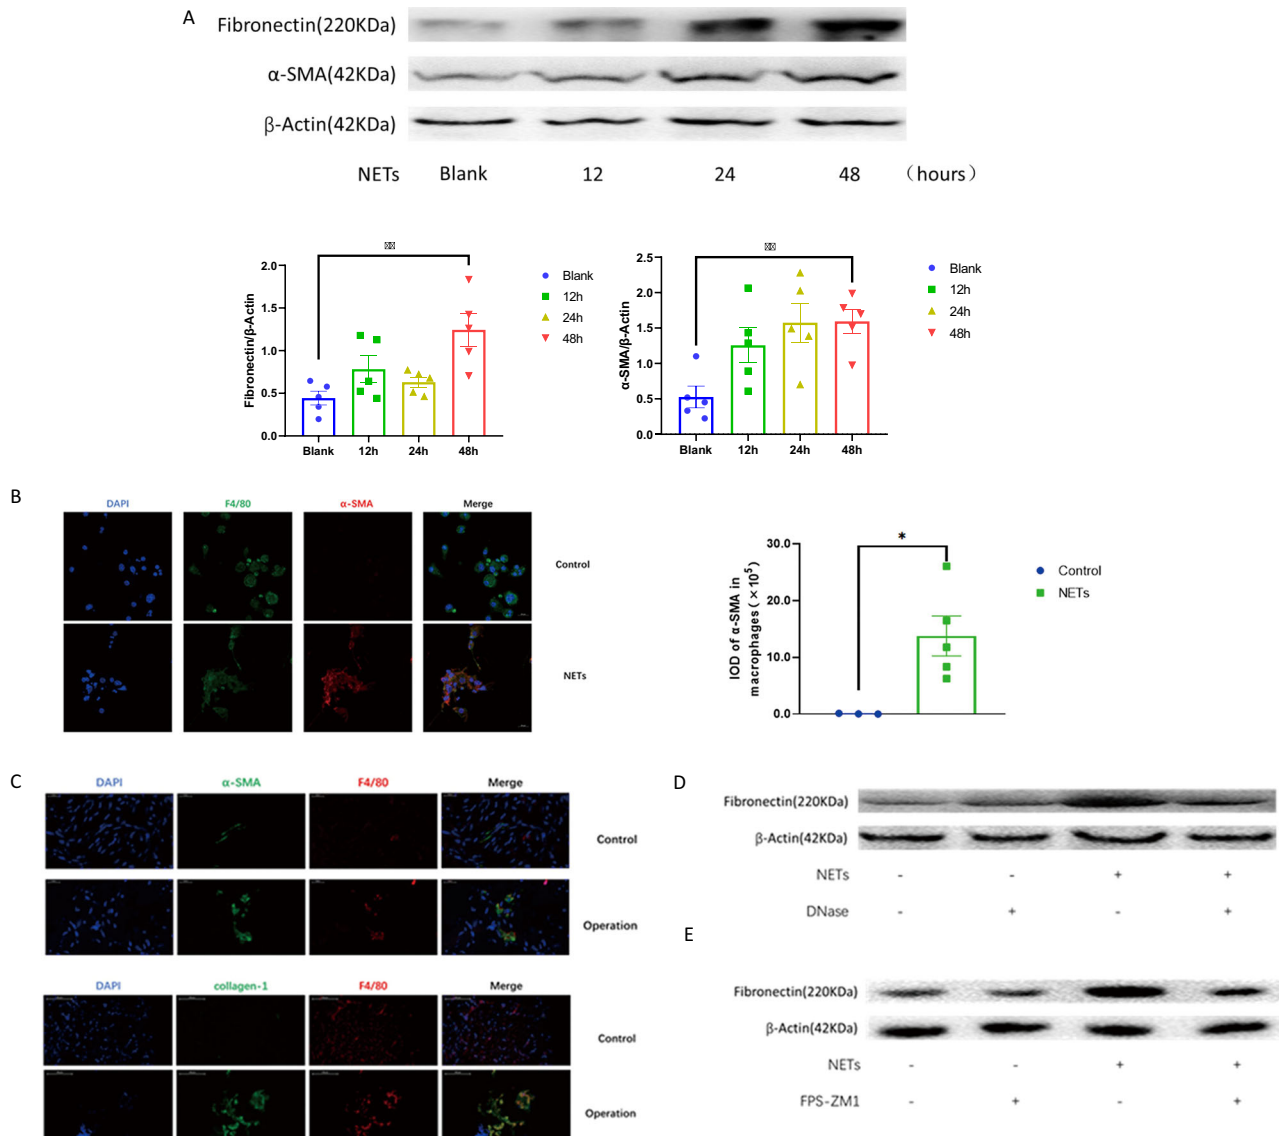 A
Fibronectin(220KDa)
α-SMA(42KDa)
β-Actin(42KDa)
NETs Blank 12 24 48 (hours)
Fibronectin/β-Actin
2.0
1.5
1.0
0.5
0.0
Blank 12h 24h 48h
Blank
12h
24h
48h
α-SMA/β-Actin
2.5
2.0
1.5
1.0
0.5
0.0
Blank 12h 24h 48h
Blank
12h
24h
48h
B
DAPI F4/80 α-SMA Merge
Control
NETs
IOD of α-SMA in
macrophages (×10⁵)
30.0
20.0
10.0
0.0
*
Control
NETs
C
DAPI α-SMA F4/80 Merge
Control
Operation
DAPI collagen-1 F4/80 Merge
Control
Operation
D
Fibronectin(220KDa)
β-Actin(42KDa)
NETs - - + +
DNase - + - +
E
Fibronectin(220KDa)
β-Actin(42KDa)
NETs - - + +
FPS-ZM1 - + - +